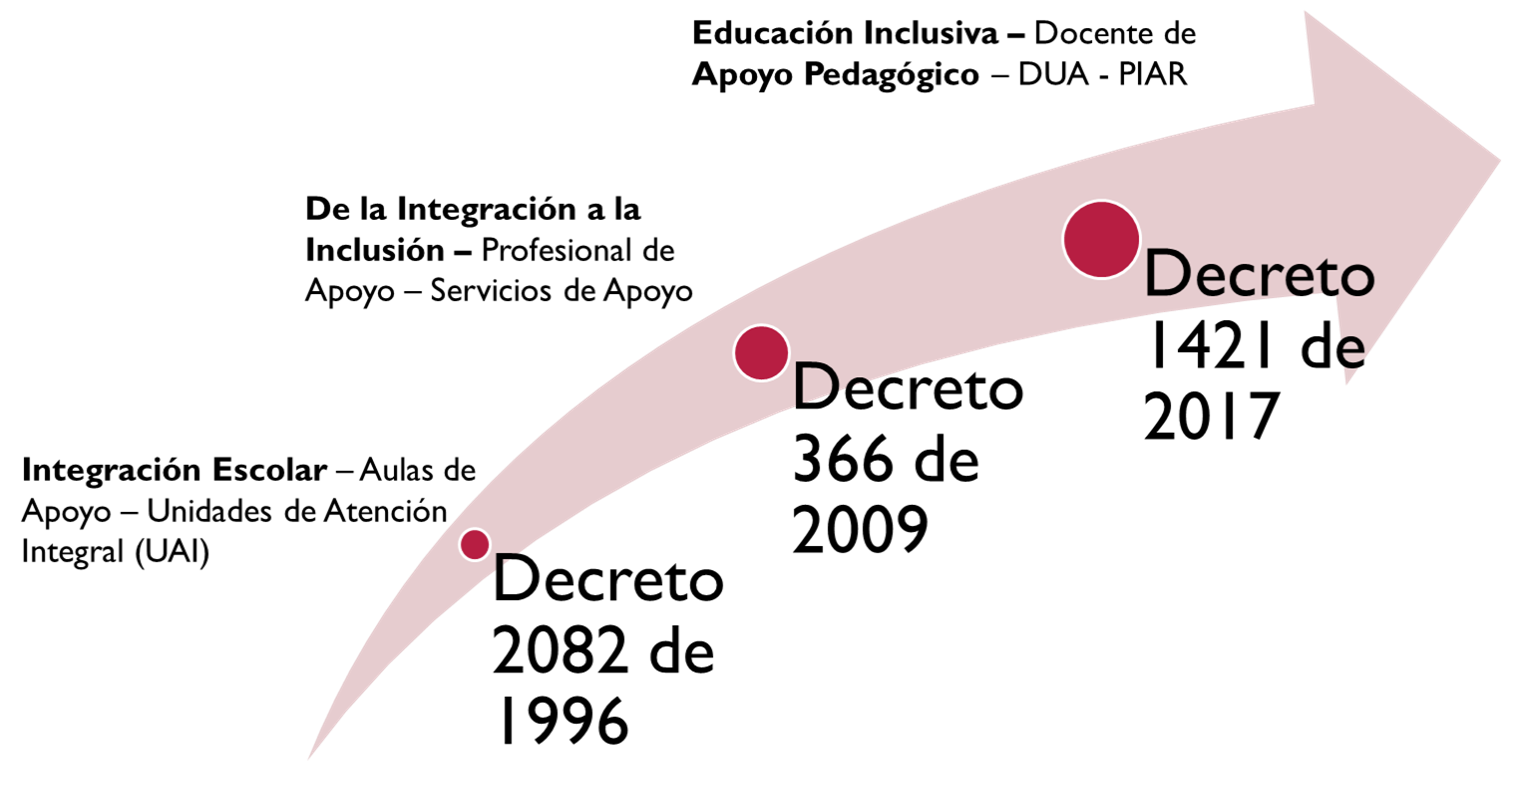 Educación Inclusiva – Docente de
Apoyo Pedagógico – DUA - PIAR
De la Integración a la
Inclusión – Profesional de
Apoyo – Servicios de Apoyo
Integración Escolar – Aulas de
Apoyo – Unidades de Atención
Integral (UAI)
Decreto
2082 de
1996
Decreto
366 de
2009
Decreto
1421 de
2017